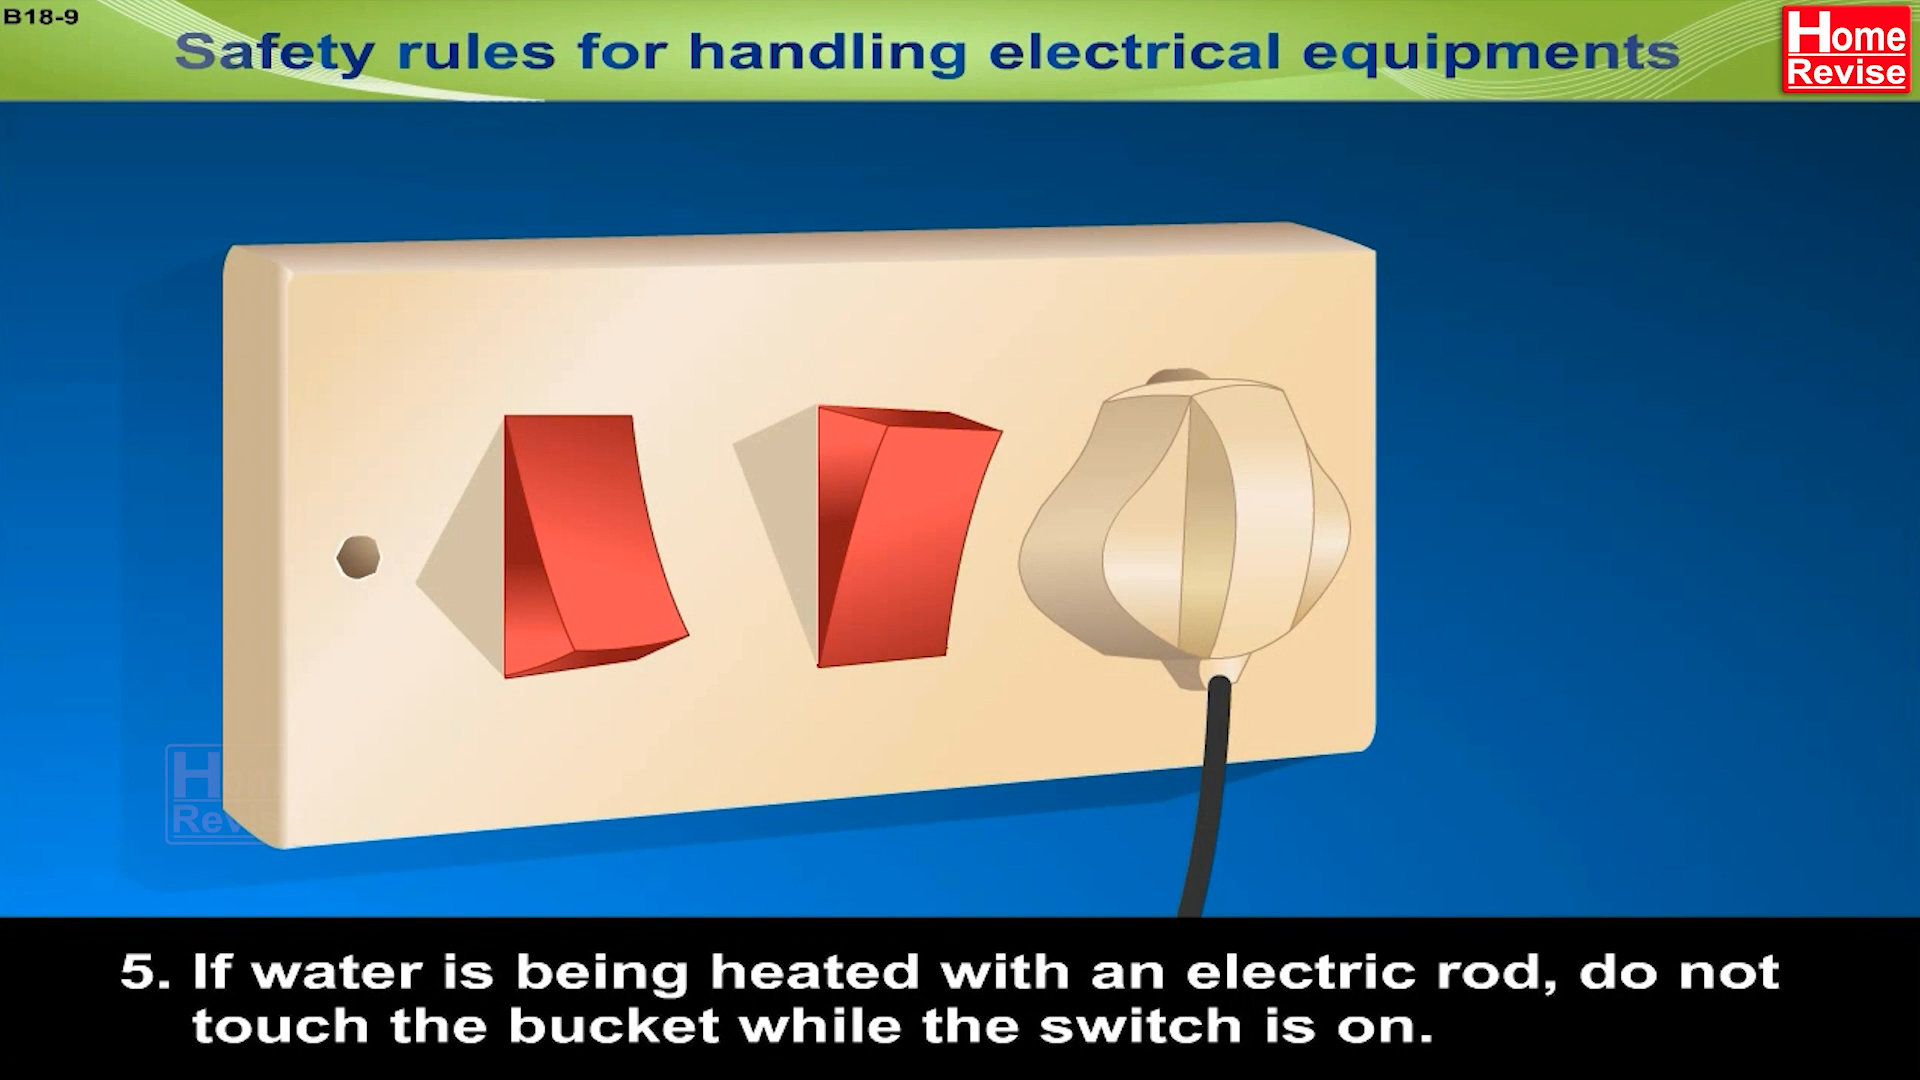 B18-9
Safety rules for handling electrical equipments
Home
Revise
H
Rev
5. If water is being heated with an electric rod, do not
touch the bucket while the switch is on.